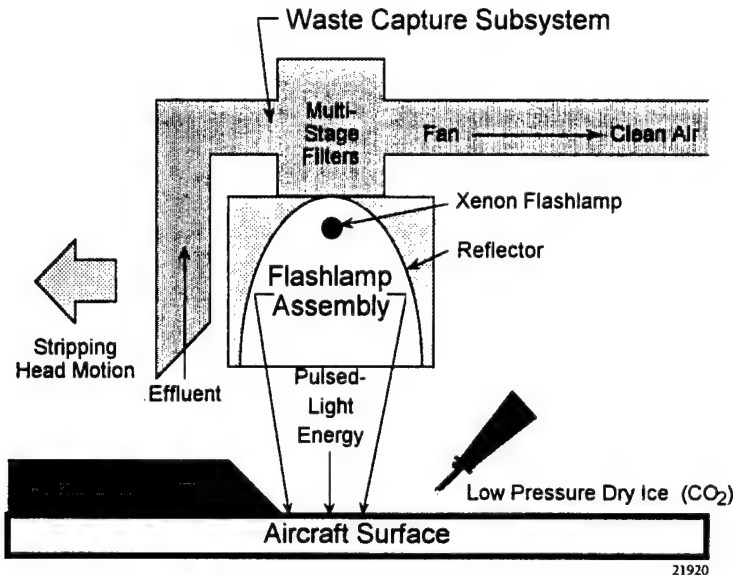 Waste Capture Subsystem
Multi-
Stage
Filters
Fan
Clean Air
Xenon Flashlamp
Reflector
Flashlamp
Assembly
Stripping
Head Motion
Effluent
Pulsed-
Light
Energy
Low Pressure Dry Ice (CO₂)
Aircraft Surface
21920